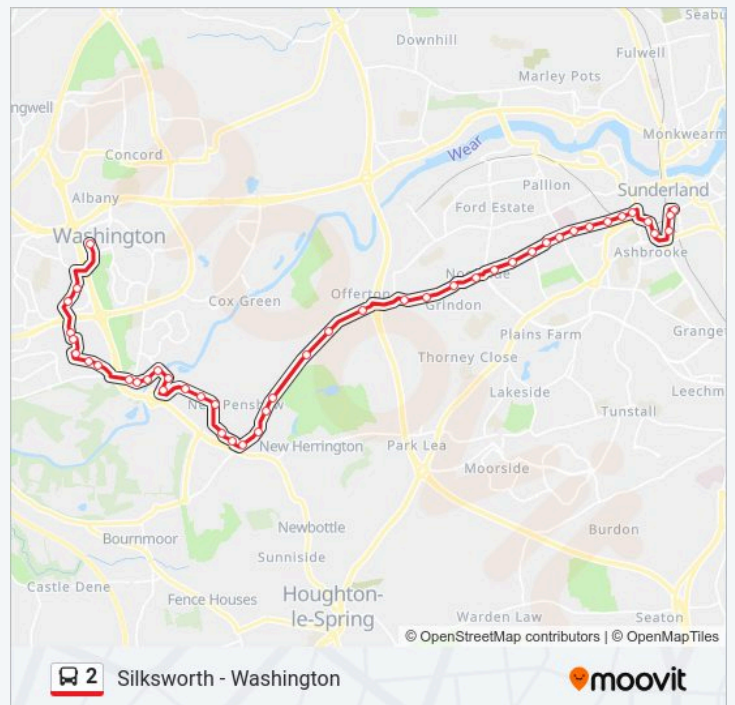 Seabu
Downhill
Fulwell
Marley Pots
ngwell
Monkwearm
Concord
Wear
Pallion
Albany
Sunderland
Ford Estate
Washington
Ashbrooke
Cox Green
Offerton
Grindon
Grange
Plains Farm
Thorney Close
Lakeside
Leechm
New Penshaw
Tunstall
New Herrington
Park Lea
Moorside
Newbottle
Burdon
Bournmoor
Sunniside
Castle Dene
Houghton-
le-Spring
Fence Houses
Warden Law
Seaton
© OpenStreetMap contributors | © OpenMapTiles
2 Silksworth - Washington
moovit